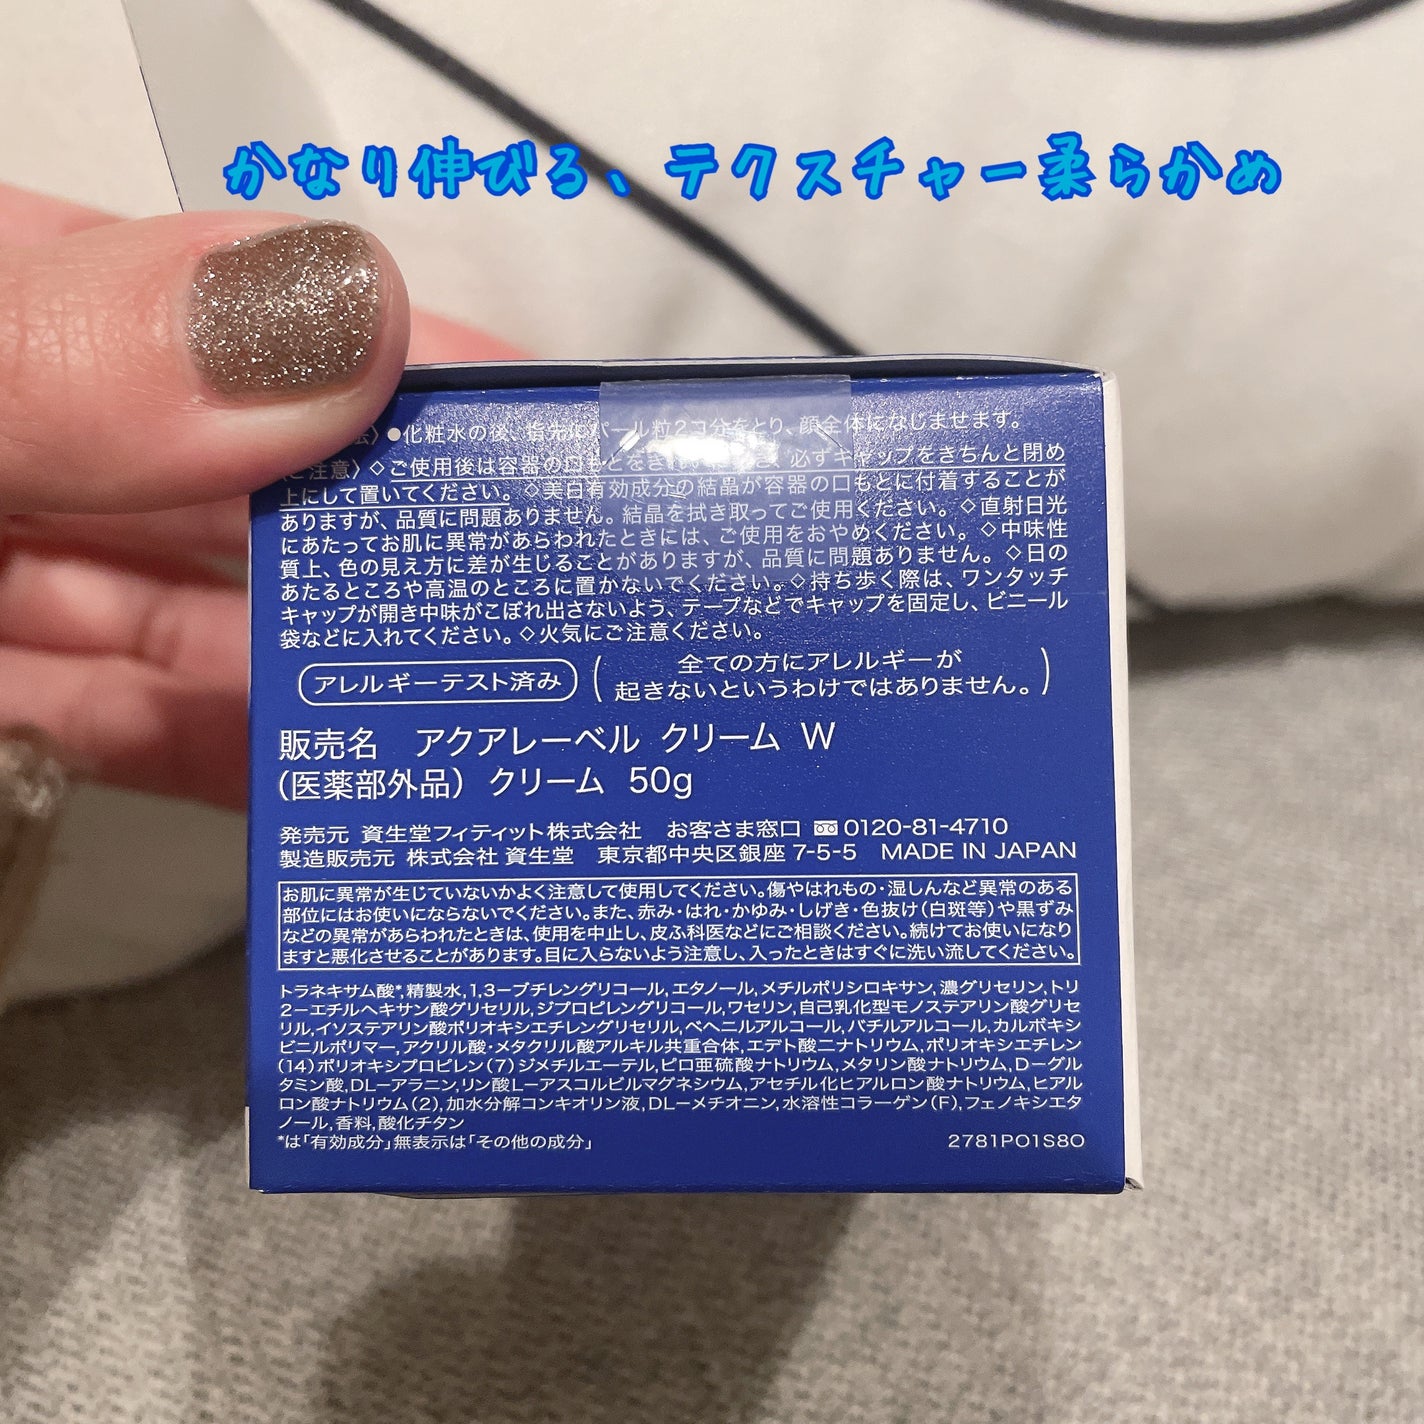 かなり伸びる、テクスチャー柔らかめ
●化粧水の後、指先にパール粒2コ分をとり、顔全体になじませます。
〈ご注意〉◇ご使用後は容器の口もとをきれいにふき、必ずキャップをきちんと閉め
上にして置いてください。◇美白有効成分の結晶が容器の口もとに付着することが
ありますが、品質に問題ありません。結晶を拭き取ってご使用ください。◇直射日光
にあたってお肌に異常があらわれたときには、ご使用をおやめください。◇中味性
質上、色の見え方に差が生じることがありますが、品質に問題ありません。◇日の
あたるところや高温のところに置かないでください。◇持ち歩く際は、ワンタッチ
キャップが開き中味がこぼれ出さないよう、テープなどでキャップを固定し、ビニール
袋などに入れてください。◇火気にご注意ください。
アレルギーテスト済み (全ての方にアレルギーが
起きないというわけではありません。)
販売名 アクアレーベル クリーム W
(医薬部外品) クリーム 50g
発売元 資生堂フィティット株式会社 お客さま窓口 0120-81-4710
製造販売元 株式会社 資生堂 東京都中央区銀座 7-5-5 MADE IN JAPAN
お肌に異常が生じていないかよく注意して使用してください。傷やはれもの・湿しんなど異常のある
部位にはお使いにならないでください。また、赤み・はれ・かゆみ・しげき・色抜け(白斑等)や黒ずみ
などの異常があらわれたときは、使用を中止し、皮ふ科医などにご相談ください。続けてお使いになり
ますと悪化させることがあります。目に入らないよう注意し、入ったときはすぐに洗い流してください。
トラネキサム酸*,精製水,1,3-ブチレングリコール,エタノール,メチルポリシロキサン,濃グリセリン,トリ
2-エチルヘキサン酸グリセリル,ジプロピレングリコール,ワセリン,自己乳化型モノステアリン酸グリセ
リル,イソステアリン酸ポリオキシエチレングリセリル,ベヘニルアルコール,バチルアルコール,カルボキシ
ビニルポリマー,アクリル酸・メタクリル酸アルキル共重合体,エデト酸二ナトリウム,ポリオキシエチレン
(14)ポリオキシプロピレン(7)ジメチルエーテル,ピロ亜硫酸ナトリウム,メタリン酸ナトリウム,D-グル
タミン酸,DL-アラニン,リン酸L-アスコルビルマグネシウム,アセチル化ヒアルロン酸ナトリウム,ヒアル
ロン酸ナトリウム(2),加水分解コンキオリン液,DL-メチオニン,水溶性コラーゲン(F),フェノキシエタ
ノール,香料,酸化チタン
*は「有効成分」無表示は「その他の成分」 2781P01S80